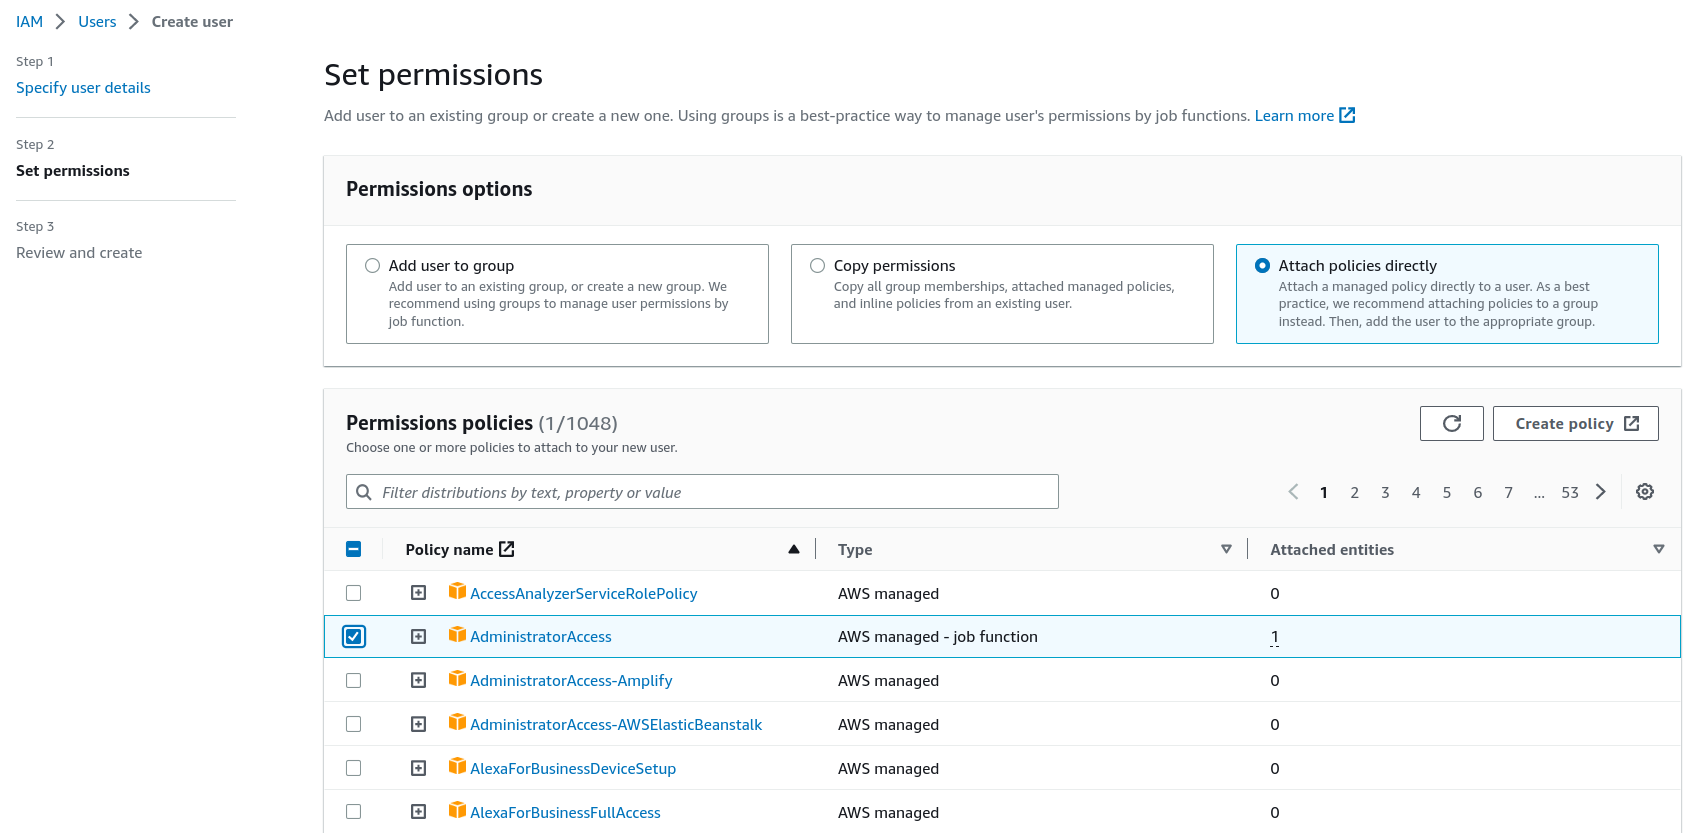 IAM > Users > Create user
Step 1
Specify user details
Step 2
Set permissions
Step 3
Review and create
Set permissions
Add user to an existing group or create a new one. Using groups is a best-practice way to manage user's permissions by job functions. Learn more
Permissions options
Add user to group
Add user to an existing group, or create a new group. We
recommend using groups to manage user permissions by
job function.
Copy permissions
Copy all group memberships, attached managed policies,
and inline policies from an existing user.
Attach policies directly
Attach a managed policy directly to a user. As a best
practice, we recommend attaching policies to a group
instead. Then, add the user to the appropriate group.
Permissions policies (1/1048)
Choose one or more policies to attach to your new user.
Create policy
Filter distributions by text, property or value
1 2 3 4 5 6 7 ... 53
Policy name Type Attached entities
AccessAnalyzerServiceRolePolicy AWS managed 0
AdministratorAccess AWS managed - job function 1
AdministratorAccess-Amplify AWS managed 0
AdministratorAccess-AWSElasticBeanstalk AWS managed 0
AlexaForBusinessDeviceSetup AWS managed 0
AlexaForBusinessFullAccess AWS managed 0